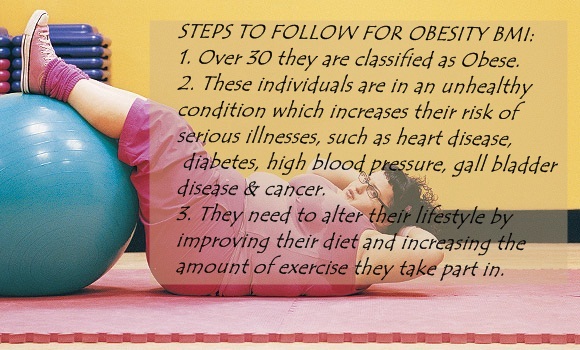 STEPS TO FOLLOW FOR OBESITY BMI:
1. Over 30 they are classified as Obese.
2. These individuals are in an unhealthy
condition which increases their risk of
serious illnesses, such as heart disease,
diabetes, high blood pressure, gall bladder
disease & cancer.
3. They need to alter their lifestyle by
improving their diet and increasing the
amount of exercise they take part in.